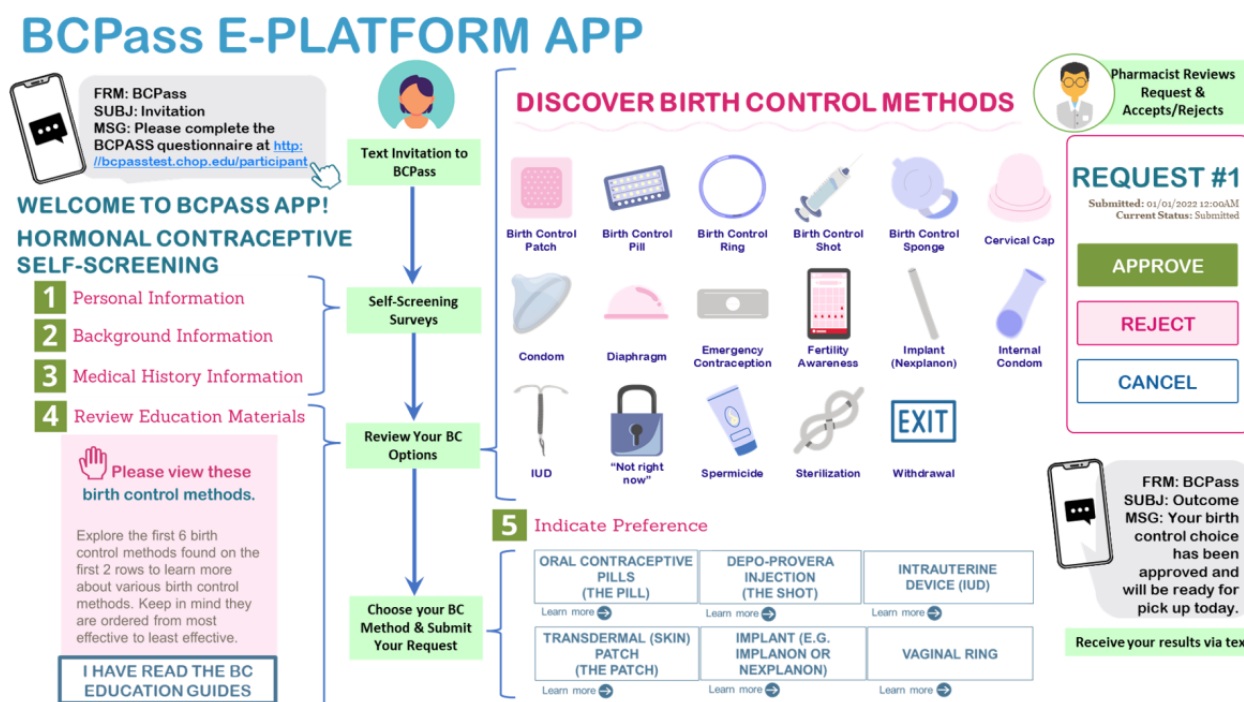 BCPass E-PLATFORM APP
FRM: BCPass
SUBJ: Invitation
MSG: Please complete the
BCPASS questionnaire at http:
//bcpasstest.chop.edu/participant
WELCOME TO BCPASS APP!
HORMONAL CONTRACEPTIVE
SELF-SCREENING
1 Personal Information
2 Background Information
3 Medical History Information
4 Review Education Materials
Please view these
birth control methods.
Explore the first 6 birth
control methods found on the
first 2 rows to learn more
about various birth control
methods. Keep in mind they
are ordered from most
effective to least effective.
I HAVE READ THE BC
EDUCATION GUIDES
Text Invitation to
BCPass
Self-Screening
Surveys
Review Your BC
Options
Choose your BC
Method & Submit
Your Request
DISCOVER BIRTH CONTROL METHODS
Birth Control
Patch
Birth Control
Pill
Birth Control
Ring
Birth Control
Shot
Birth Control
Sponge
Cervical Cap
Condom
Diaphragm
Emergency
Contraception
Fertility
Awareness
Implant
(Nexplanon)
Internal
Condom
IUD
"Not right
now"
Spermicide
Sterilization
EXIT
Withdrawal
5 Indicate Preference
ORAL CONTRACEPTIVE
PILLS
(THE PILL)
Learn more
DEPO-PROVERA
INJECTION
(THE SHOT)
Learn more
INTRAUTERINE
DEVICE (IUD)
Learn more
TRANSDERMAL (SKIN)
PATCH
(THE PATCH)
Learn more
IMPLANT (E.G.
IMPLANON OR
NEXPLANON)
Learn more
VAGINAL RING
Learn more
Pharmacist Reviews
Request &
Accepts/Rejects
REQUEST #1
Submitted: 01/01/2022 12:00AM
Current Status: Submitted
APPROVE
REJECT
CANCEL
FRM: BCPass
SUBJ: Outcome
MSG: Your birth
control choice
has been
approved and
will be ready for
pick up today.
Receive your results via tex